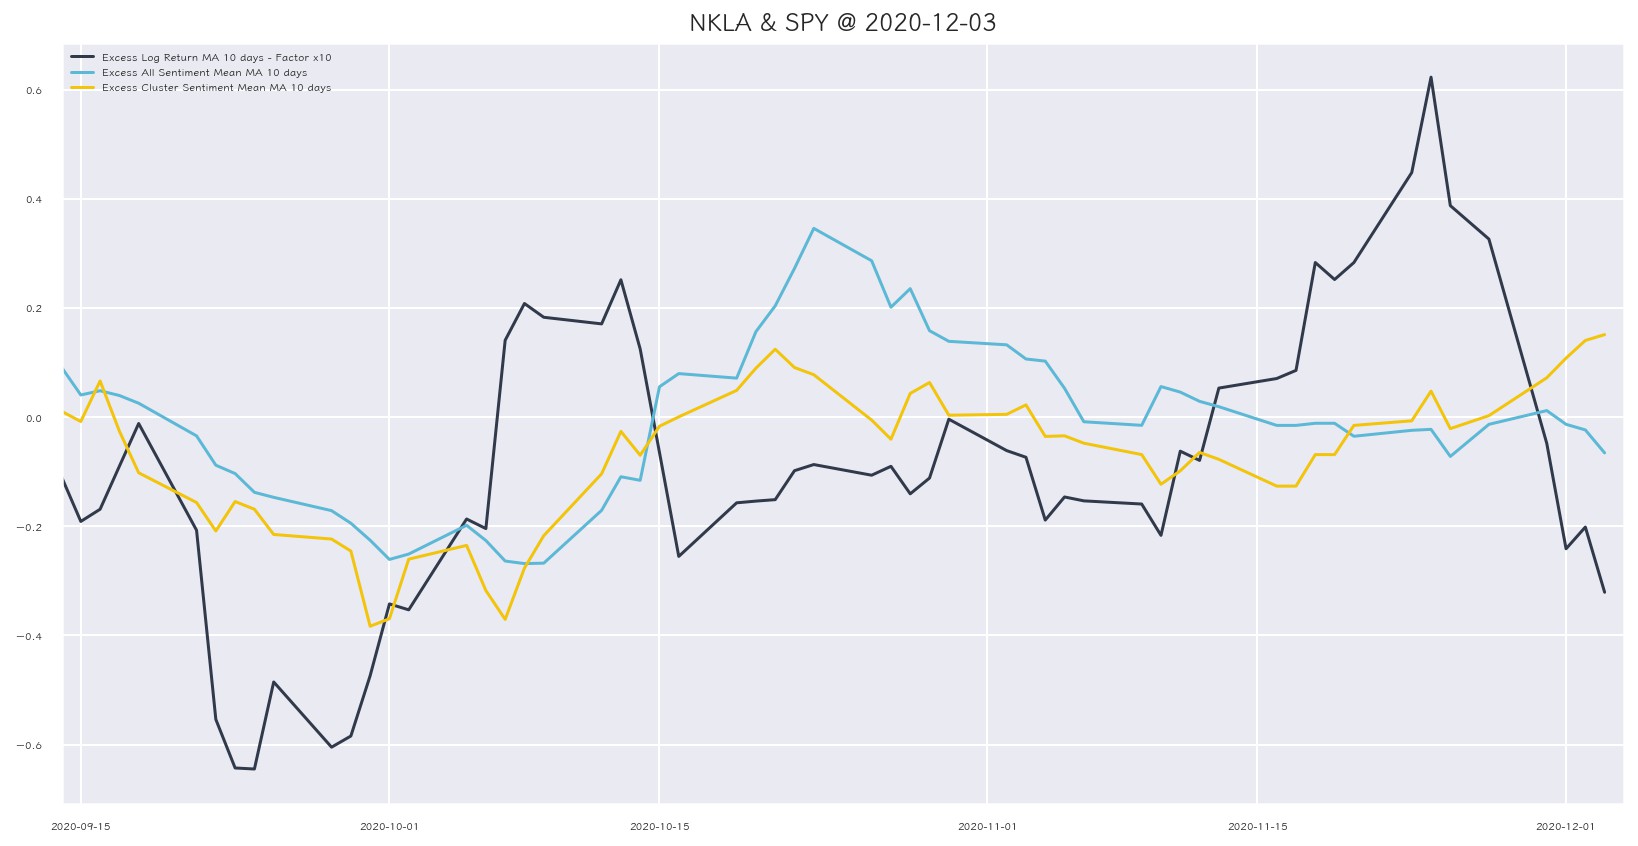 NKLA & SPY @ 2020-12-03
Excess Log Return MA 10 days - Factor x10
Excess All Sentiment Mean MA 10 days
Excess Cluster Sentiment Mean MA 10 days
0.6
0.4
0.2
0.0
−0.2
−0.4
−0.6
2020-09-15 2020-10-01 2020-10-15 2020-11-01 2020-11-15 2020-12-01